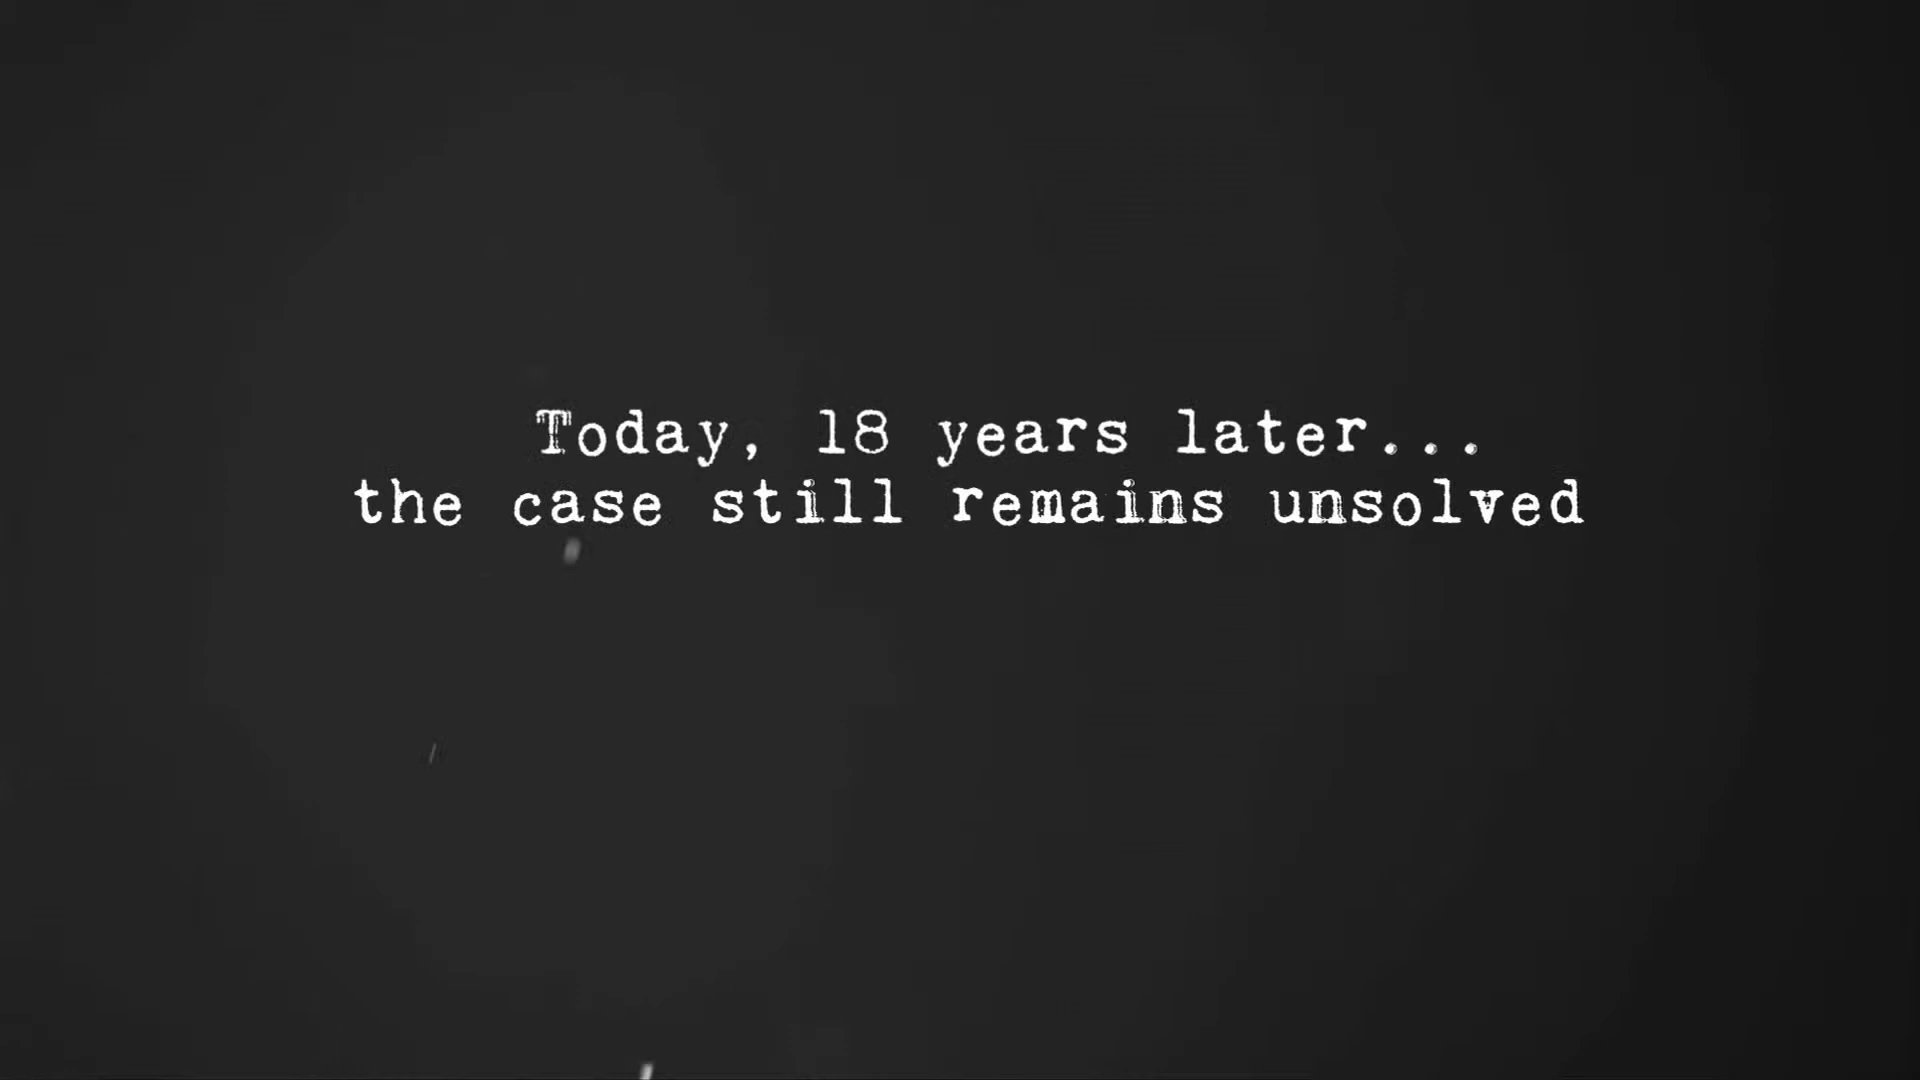 Today, 18 years later...
the case still remains unsolved